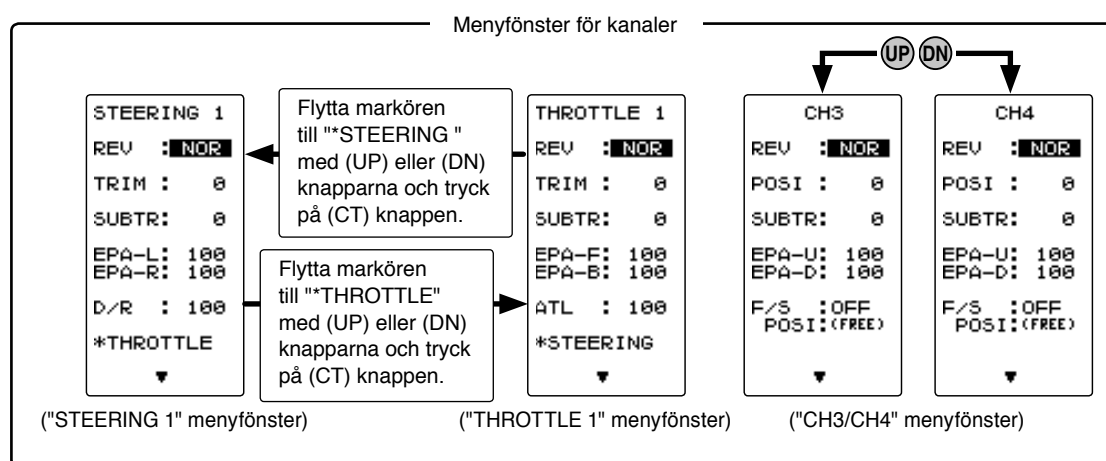 Menyfönster för kanaler
UP DN
STEERING 1
REV : NOR
TRIM : 0
SUBTR: 0
EPA-L: 100
EPA-R: 100
D/R : 100
*THROTTLE
▼
("STEERING 1" menyfönster)
Flytta markören
till "*STEERING "
med (UP) eller (DN)
knapparna och tryck
på (CT) knappen.
Flytta markören
till "*THROTTLE"
med (UP) eller (DN)
knapparna och tryck
på (CT) knappen.
THROTTLE 1
REV : NOR
TRIM : 0
SUBTR: 0
EPA-F: 100
EPA-B: 100
ATL : 100
*STEERING
▼
("THROTTLE 1" menyfönster)
CH3
REV : NOR
POSI : 0
SUBTR: 0
EPA-U: 100
EPA-D: 100
F/S :OFF
POSI:(FREE)
▼
CH4
REV : NOR
POSI : 0
SUBTR: 0
EPA-U: 100
EPA-D: 100
F/S :OFF
POSI:(FREE)
▼
("CH3/CH4" menyfönster)